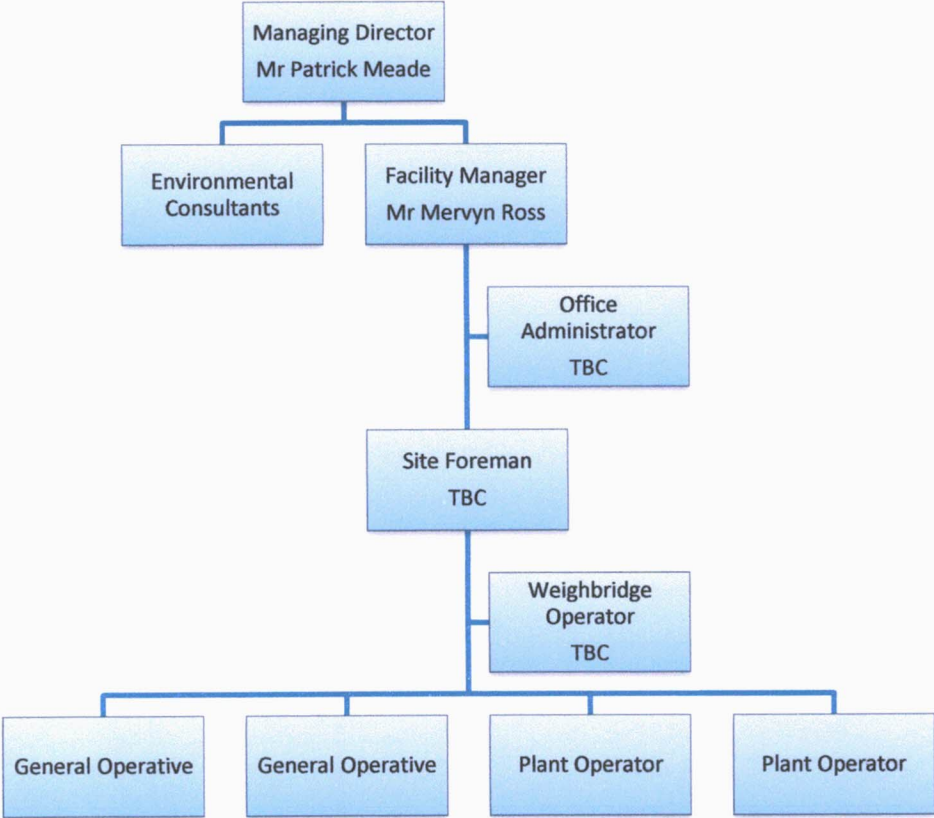 Managing Director
Mr Patrick Meade
Environmental
Consultants
Facility Manager
Mr Mervyn Ross
Office
Administrator
TBC
Site Foreman
TBC
Weighbridge
Operator
TBC
General Operative
General Operative
Plant Operator
Plant Operator